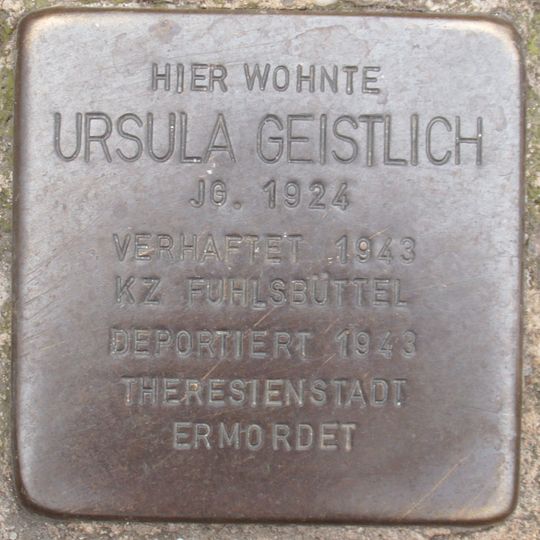 HIER WOHNTE
URSULA GEISTLICH
JG. 1924
VERHAFTET 1943
KZ FUHLSBÜTTEL
DEPORTIERT 1943
THERESIENSTADT
ERMORDET